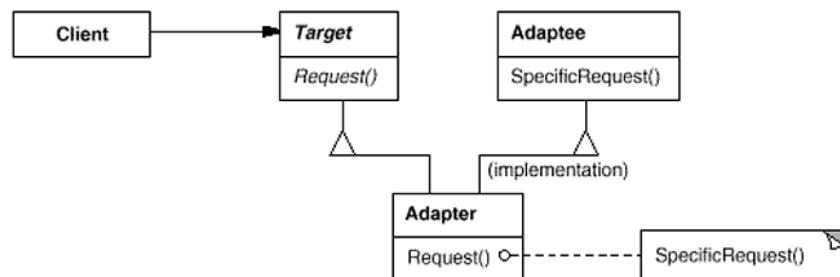 Client
Target
Adaptee
Request()
SpecificRequest()
(implementation)
Adapter
Request()
SpecificRequest()